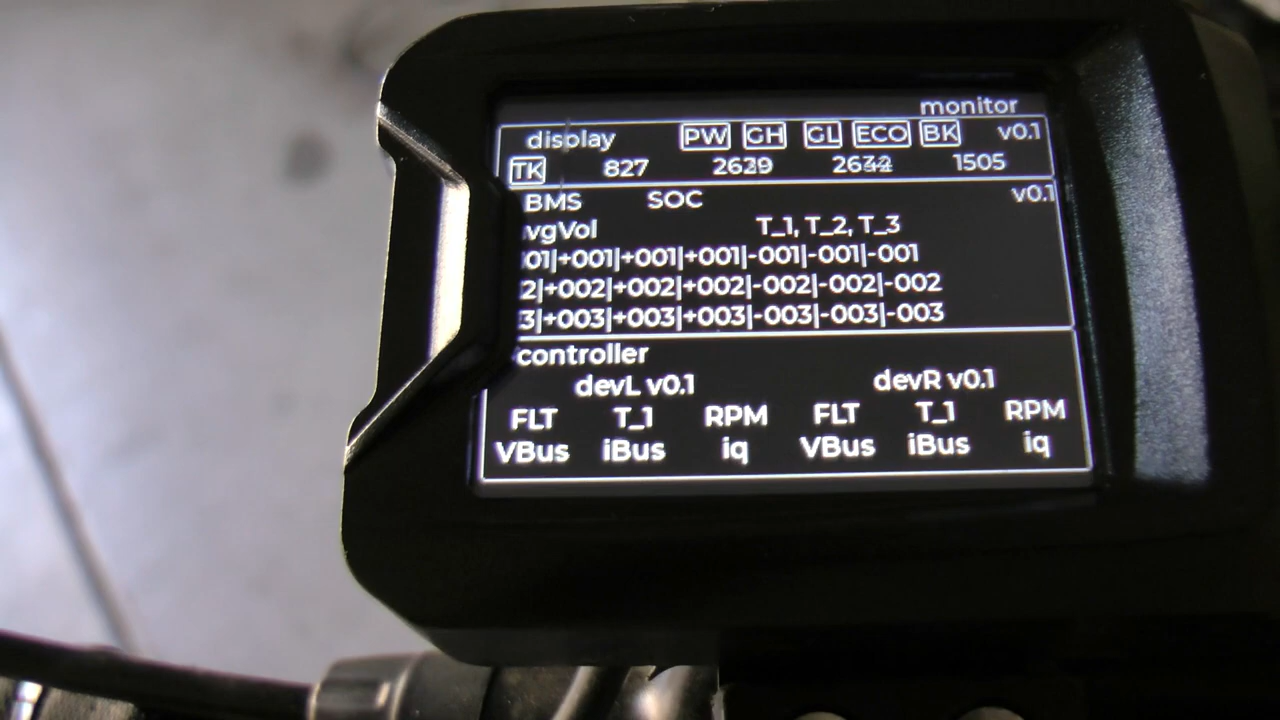 monitor
display PW GH GL ECO BK v0.1
TK 827 1505
BMS SOC v0.1
vgVol T_1, T_2, T_3
01|+001|+001|+001|-001|-001|-001
2|+002|+002|+002|-002|-002|-002
3|+003|+003|+003|-003|-003|-003
controller
devL v0.1 devR v0.1
FLT T_1 RPM FLT T_1 RPM
VBus iBus iq VBus iBus iq